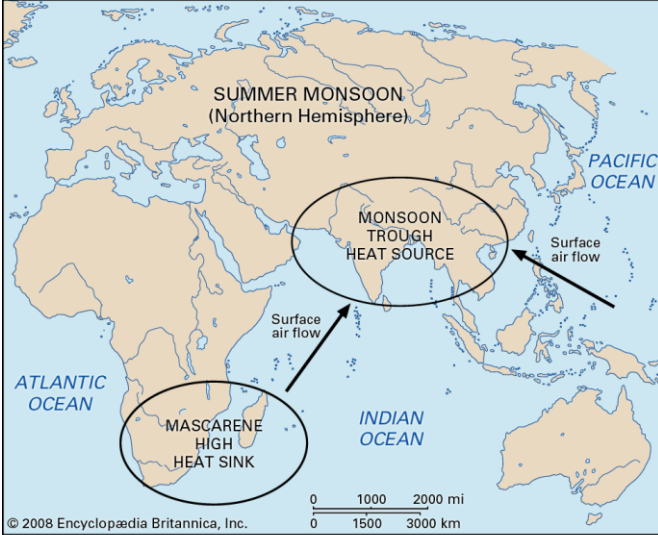 SUMMER MONSOON
(Northern Hemisphere)
PACIFIC
OCEAN
MONSOON
TROUGH
HEAT SOURCE
Surface
air flow
Surface
air flow
ATLANTIC
OCEAN
MASCARENE
HIGH
HEAT SINK
INDIAN
OCEAN
0 1000 2000 mi
0 1500 3000 km
© 2008 Encyclopædia Britannica, Inc.